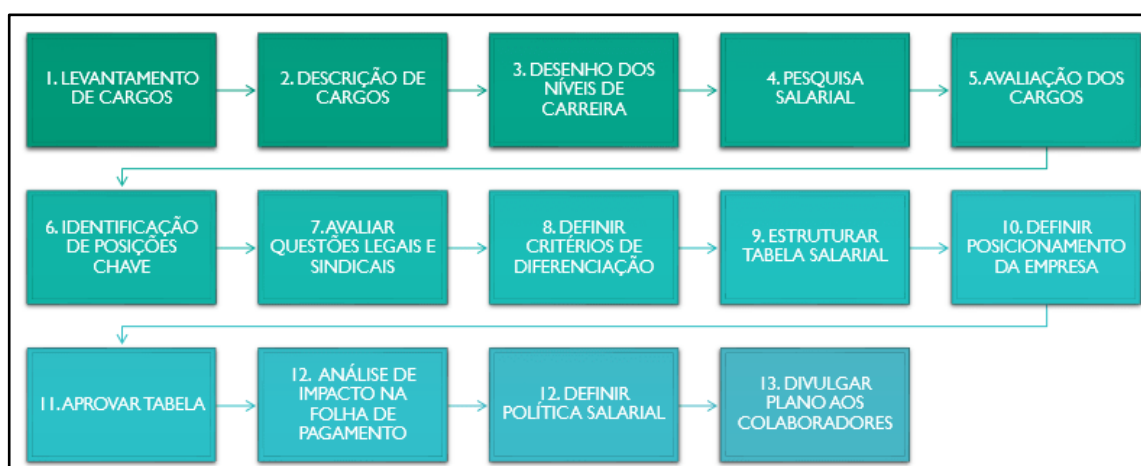 1. LEVANTAMENTO
DE CARGOS
2. DESCRIÇÃO DE
CARGOS
3. DESENHO DOS
NÍVEIS DE
CARREIRA
4. PESQUISA
SALARIAL
5. AVALIAÇÃO DOS
CARGOS
6. IDENTIFICAÇÃO
DE POSIÇÕES
CHAVE
7. AVALIAR
QUESTÕES LEGAIS E
SINDICAIS
8. DEFINIR
CRITÉRIOS DE
DIFERENCIAÇÃO
9. ESTRUTURAR
TABELA SALARIAL
10. DEFINIR
POSICIONAMENTO
DA EMPRESA
11. APROVAR TABELA
12. ANÁLISE DE
IMPACTO NA
FOLHA DE
PAGAMENTO
12. DEFINIR
POLÍTICA SALARIAL
13. DIVULGAR
PLANO AOS
COLABORADORES